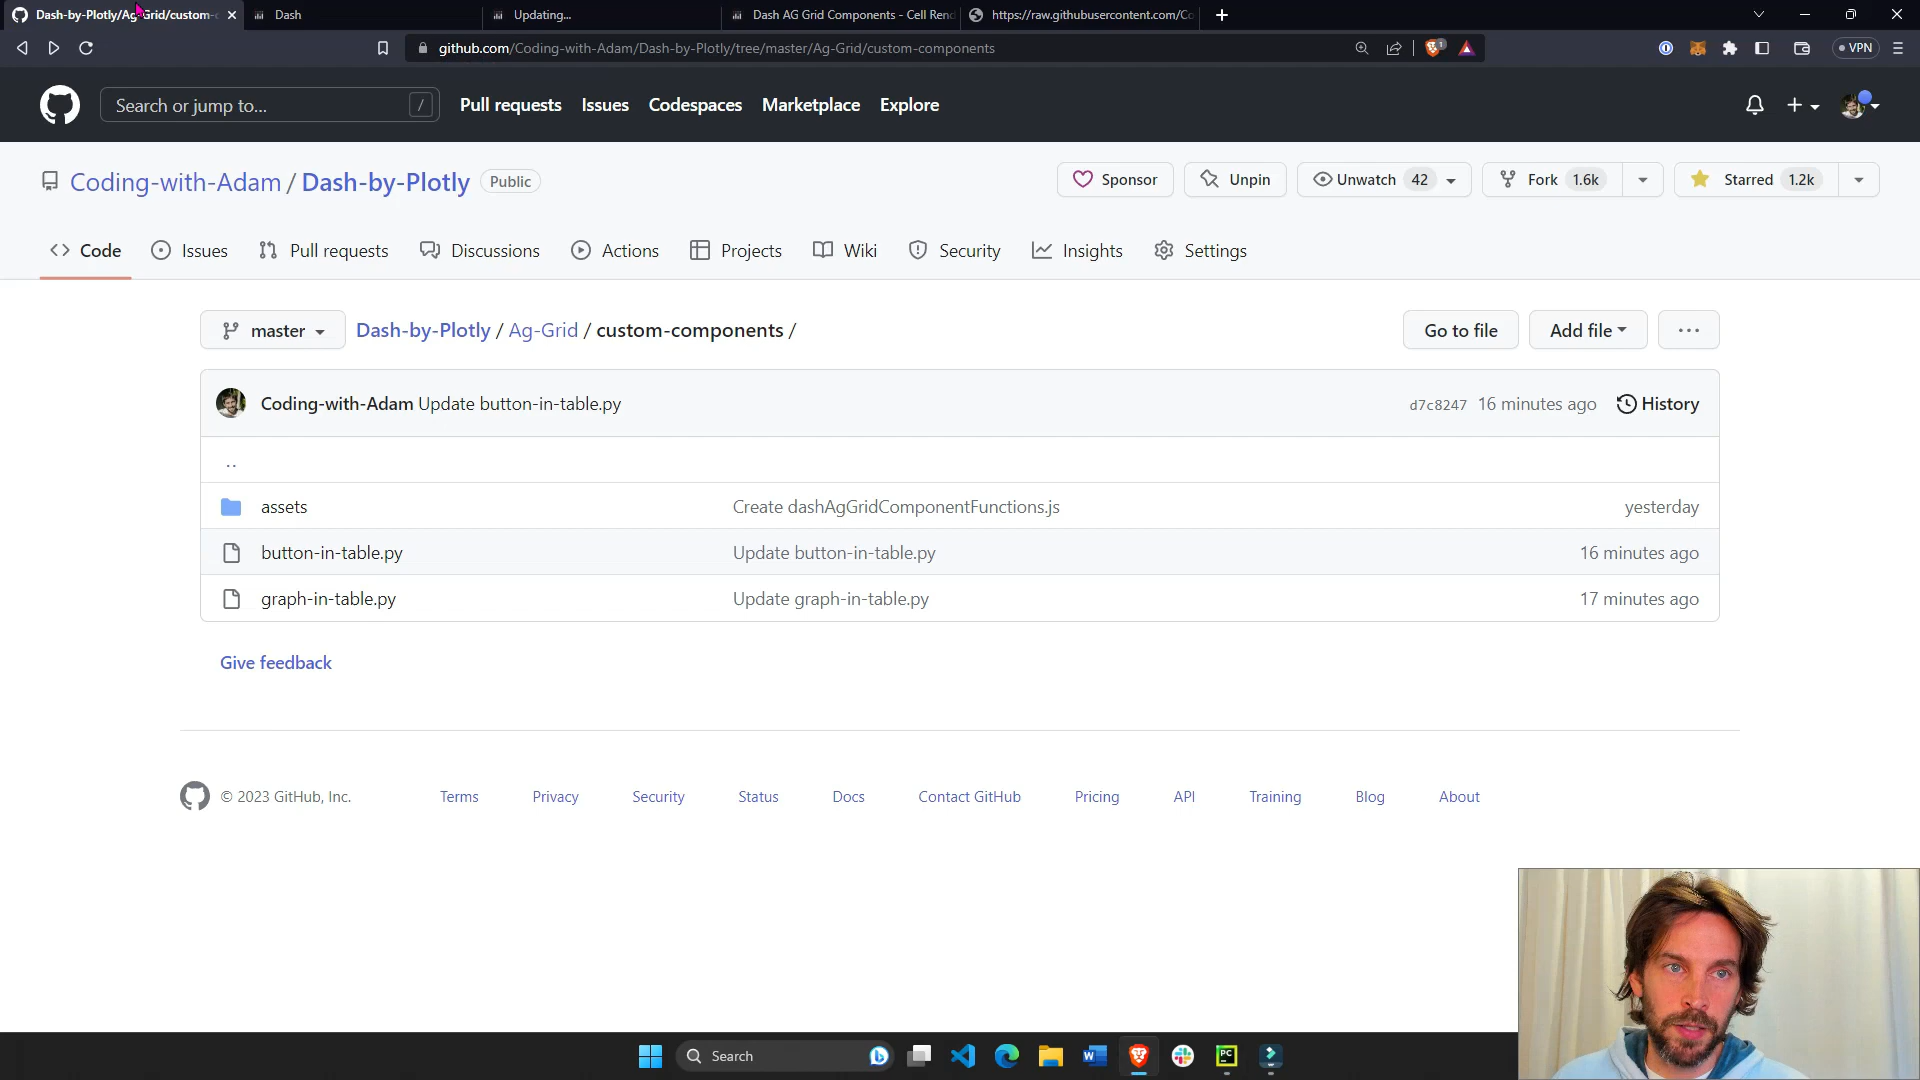 Dash-by-Plotly/Ag-Grid/custom-
Dash
Updating...
Dash AG Grid Components - Cell Rend
https://raw.githubusercontent.com/Co
github.com/Coding-with-Adam/Dash-by-Plotly/tree/master/Ag-Grid/custom-components
1
VPN
Search or jump to...
/
Pull requests
Issues
Codespaces
Marketplace
Explore
Coding-with-Adam / Dash-by-Plotly
Public
Sponsor
Unpin
Unwatch 42
Fork 1.6k
Starred 1.2k
Code
Issues
Pull requests
Discussions
Actions
Projects
Wiki
Security
Insights
Settings
master
Dash-by-Plotly / Ag-Grid / custom-components /
Go to file
Add file
Coding-with-Adam Update button-in-table.py
d7c8247 16 minutes ago
History
..
assets
Create dashAgGridComponentFunctions.js
yesterday
button-in-table.py
Update button-in-table.py
16 minutes ago
graph-in-table.py
Update graph-in-table.py
17 minutes ago
Give feedback
© 2023 GitHub, Inc.
Terms
Privacy
Security
Status
Docs
Contact GitHub
Pricing
API
Training
Blog
About
Search